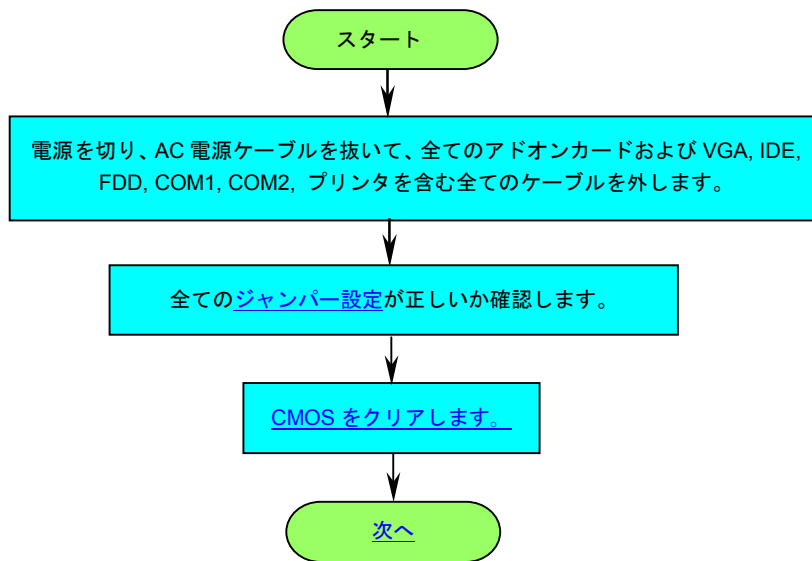 スタート
電源を切り、AC 電源ケーブルを抜いて、全てのアドオンカードおよび VGA, IDE,
FDD, COM1, COM2, プリンタを含む全てのケーブルを外します。
全てのジャンパー設定が正しいか確認します。
CMOS をクリアします。
次へ